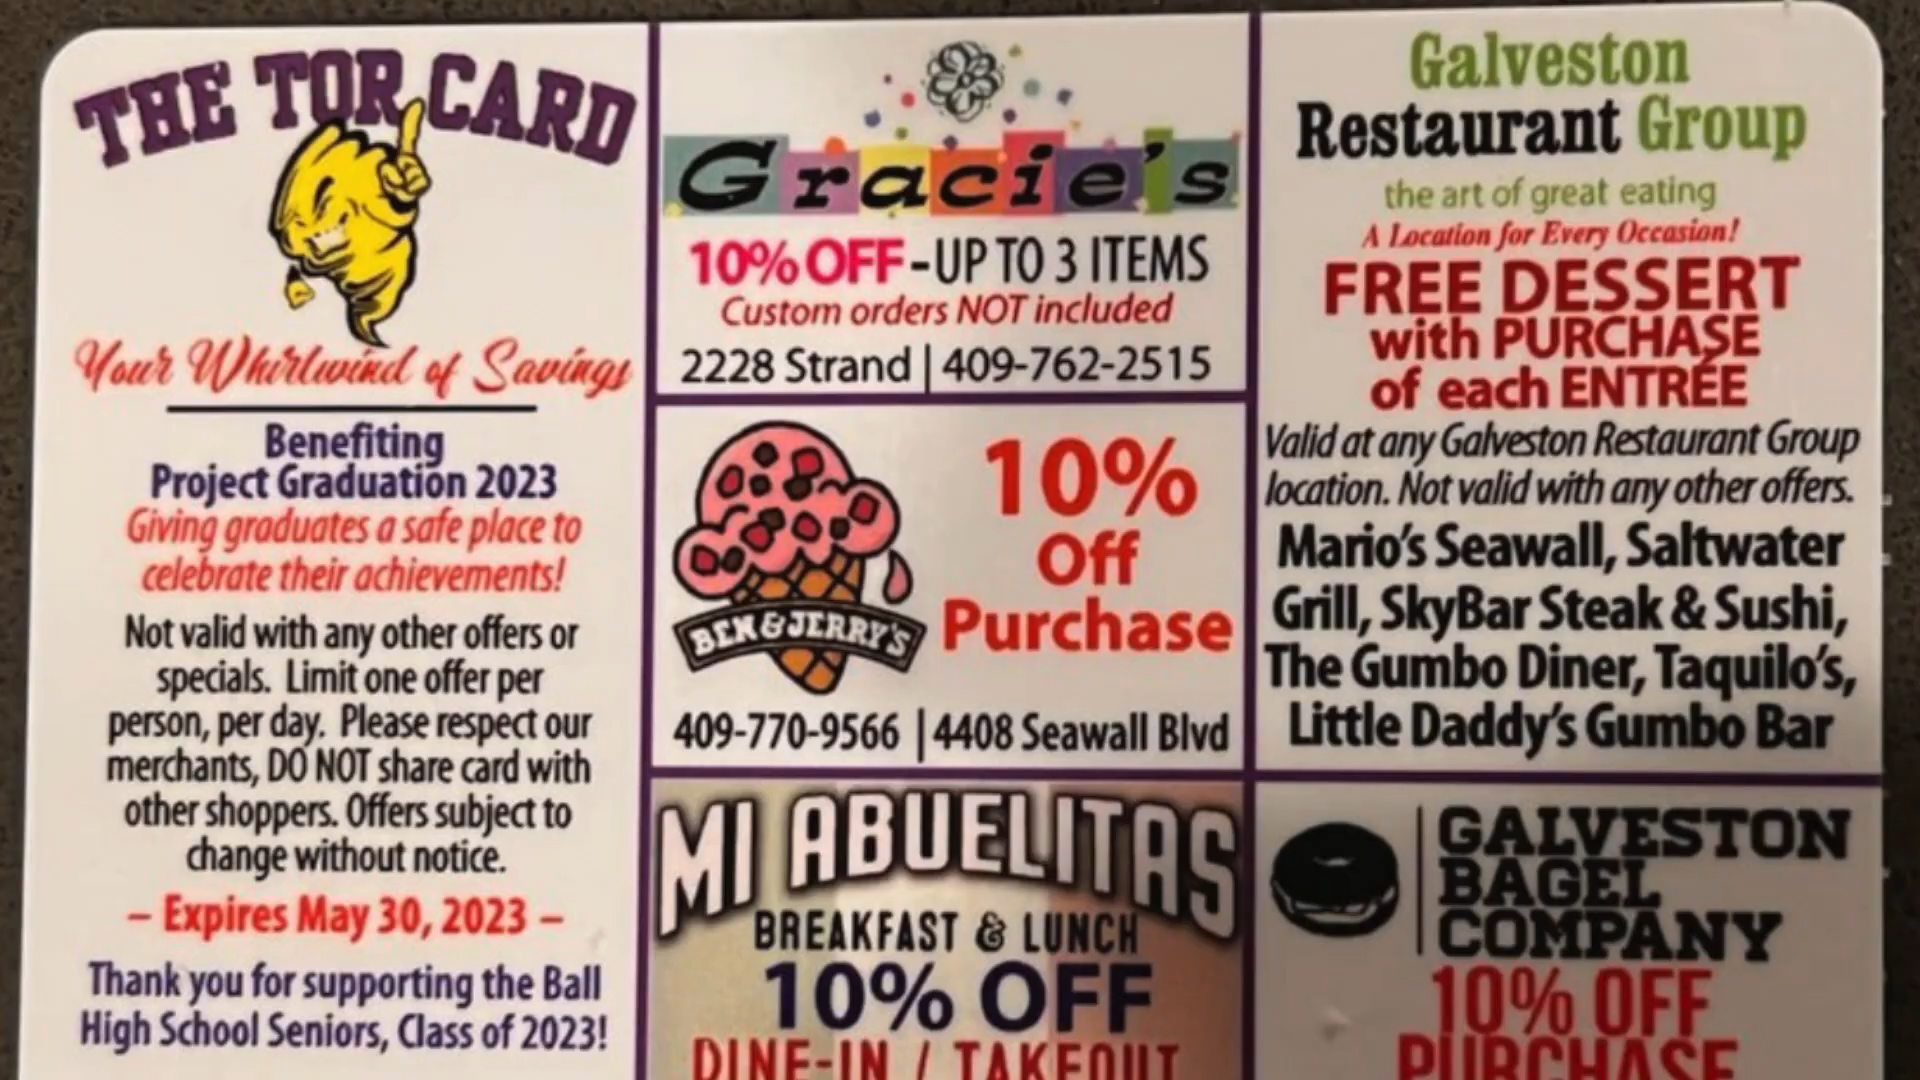 THE TOR CARD
Your Whirlwind of Savings
Benefiting
Project Graduation 2023
Giving graduates a safe place to
celebrate their achievements!
Not valid with any other offers or
specials. Limit one offer per
person, per day. Please respect our
merchants, DO NOT share card with
other shoppers. Offers subject to
change without notice.
– Expires May 30, 2023 –
Thank you for supporting the Ball
High School Seniors, Class of 2023!
Gracie's
10% OFF - UP TO 3 ITEMS
Custom orders NOT included
2228 Strand | 409-762-2515
BEN & JERRY'S
10%
Off
Purchase
409-770-9566 | 4408 Seawall Blvd
MI ABUELITAS
BREAKFAST & LUNCH
10% OFF
DINE-IN / TAKEOUT
Galveston
Restaurant Group
the art of great eating
A Location for Every Occasion!
FREE DESSERT
with PURCHASE
of each ENTRÉE
Valid at any Galveston Restaurant Group
location. Not valid with any other offers.
Mario's Seawall, Saltwater
Grill, SkyBar Steak & Sushi,
The Gumbo Diner, Taquilo's,
Little Daddy's Gumbo Bar
GALVESTON
BAGEL
COMPANY
10% OFF
PURCHASE